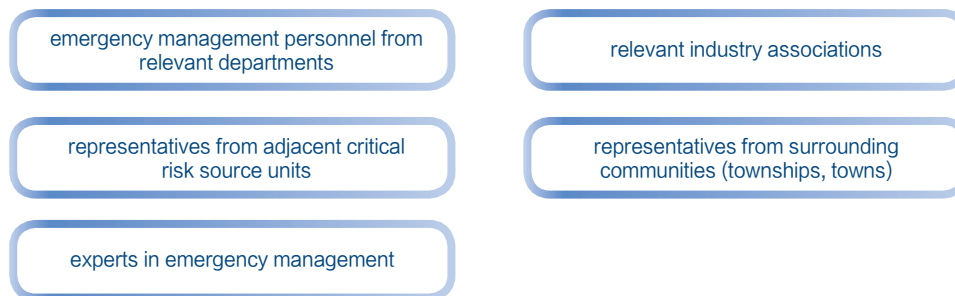 emergency management personnel from
relevant departments
relevant industry associations
representatives from adjacent critical
risk source units
representatives from surrounding
communities (townships, towns)
experts in emergency management